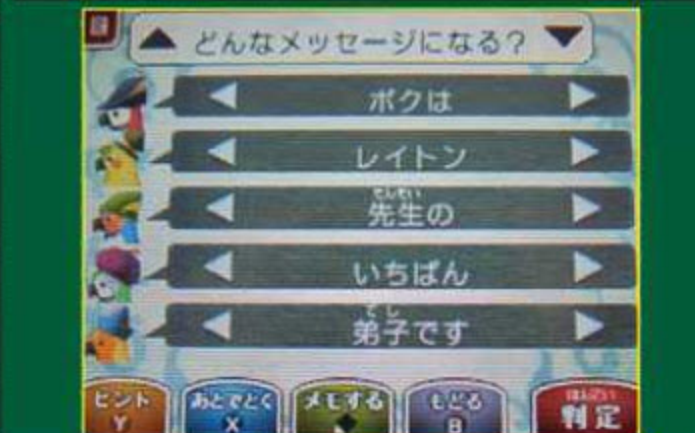 どんなメッセージになる?
ボクは
レイトン
せんせい
先生の
いちばん
でし
弟子です
ヒント
Y
あとでとく
X
メモする
もどる
B
はんてい
判定